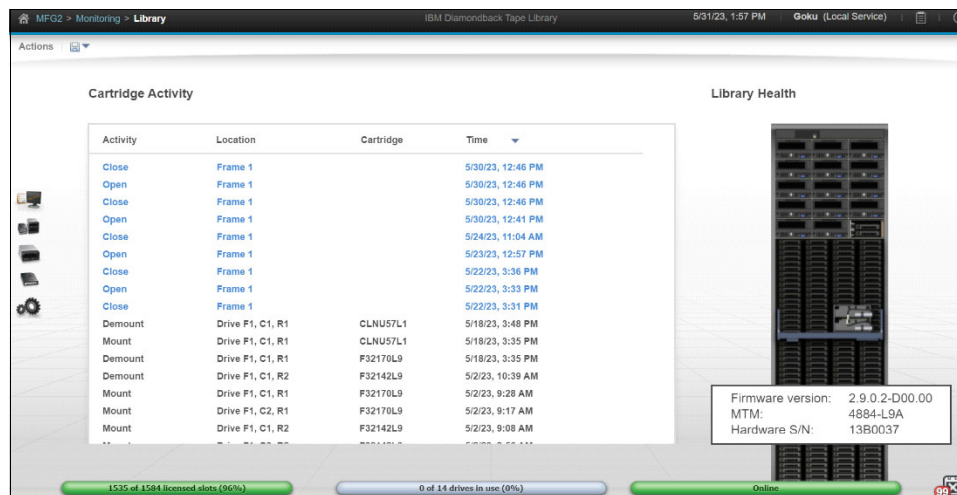 MFG2 > Monitoring > Library
IBM Diamondback Tape Library
5/31/23, 1:57 PM
Goku (Local Service)
Actions
Cartridge Activity
Library Health
Activity Location Cartridge Time
Close Frame 1 5/30/23, 12:46 PM
Open Frame 1 5/30/23, 12:46 PM
Close Frame 1 5/30/23, 12:46 PM
Open Frame 1 5/30/23, 12:41 PM
Close Frame 1 5/24/23, 11:04 AM
Open Frame 1 5/23/23, 12:57 PM
Close Frame 1 5/22/23, 3:36 PM
Open Frame 1 5/22/23, 3:33 PM
Close Frame 1 5/22/23, 3:31 PM
Demount Drive F1, C1, R1 CLNU57L1 5/18/23, 3:48 PM
Mount Drive F1, C1, R1 CLNU57L1 5/18/23, 3:35 PM
Demount Drive F1, C1, R1 F32170L9 5/18/23, 3:35 PM
Demount Drive F1, C1, R2 F32142L9 5/2/23, 10:39 AM
Mount Drive F1, C1, R1 F32170L9 5/2/23, 9:28 AM
Mount Drive F1, C2, R1 F32170L9 5/2/23, 9:17 AM
Mount Drive F1, C1, R2 F32142L9 5/2/23, 9:08 AM
Firmware version: 2.9.0.2-D00.00
MTM: 4884-L9A
Hardware S/N: 13B0037
1535 of 1584 licensed slots (96%)
0 of 14 drives in use (0%)
Online
99